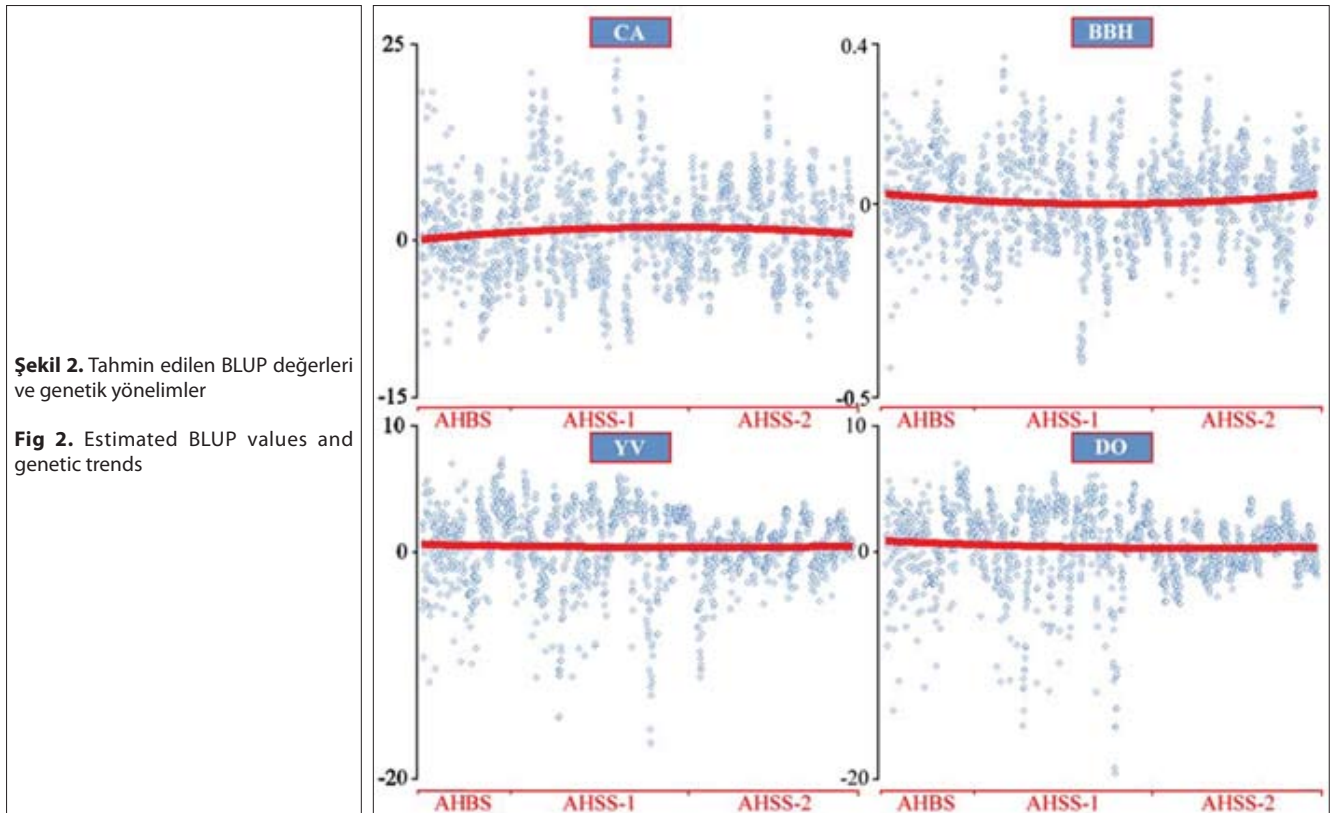 Şekil 2. Tahmin edilen BLUP değerleri
ve genetik yönelimler
Fig 2. Estimated BLUP values and
genetic trends
CA
25
0
-15
AHBS AHSS-1 AHSS-2
BBH
0.4
0
-0.5
AHBS AHSS-1 AHSS-2
YV
10
0
-20
AHBS AHSS-1 AHSS-2
DO
10
0
-20
AHBS AHSS-1 AHSS-2